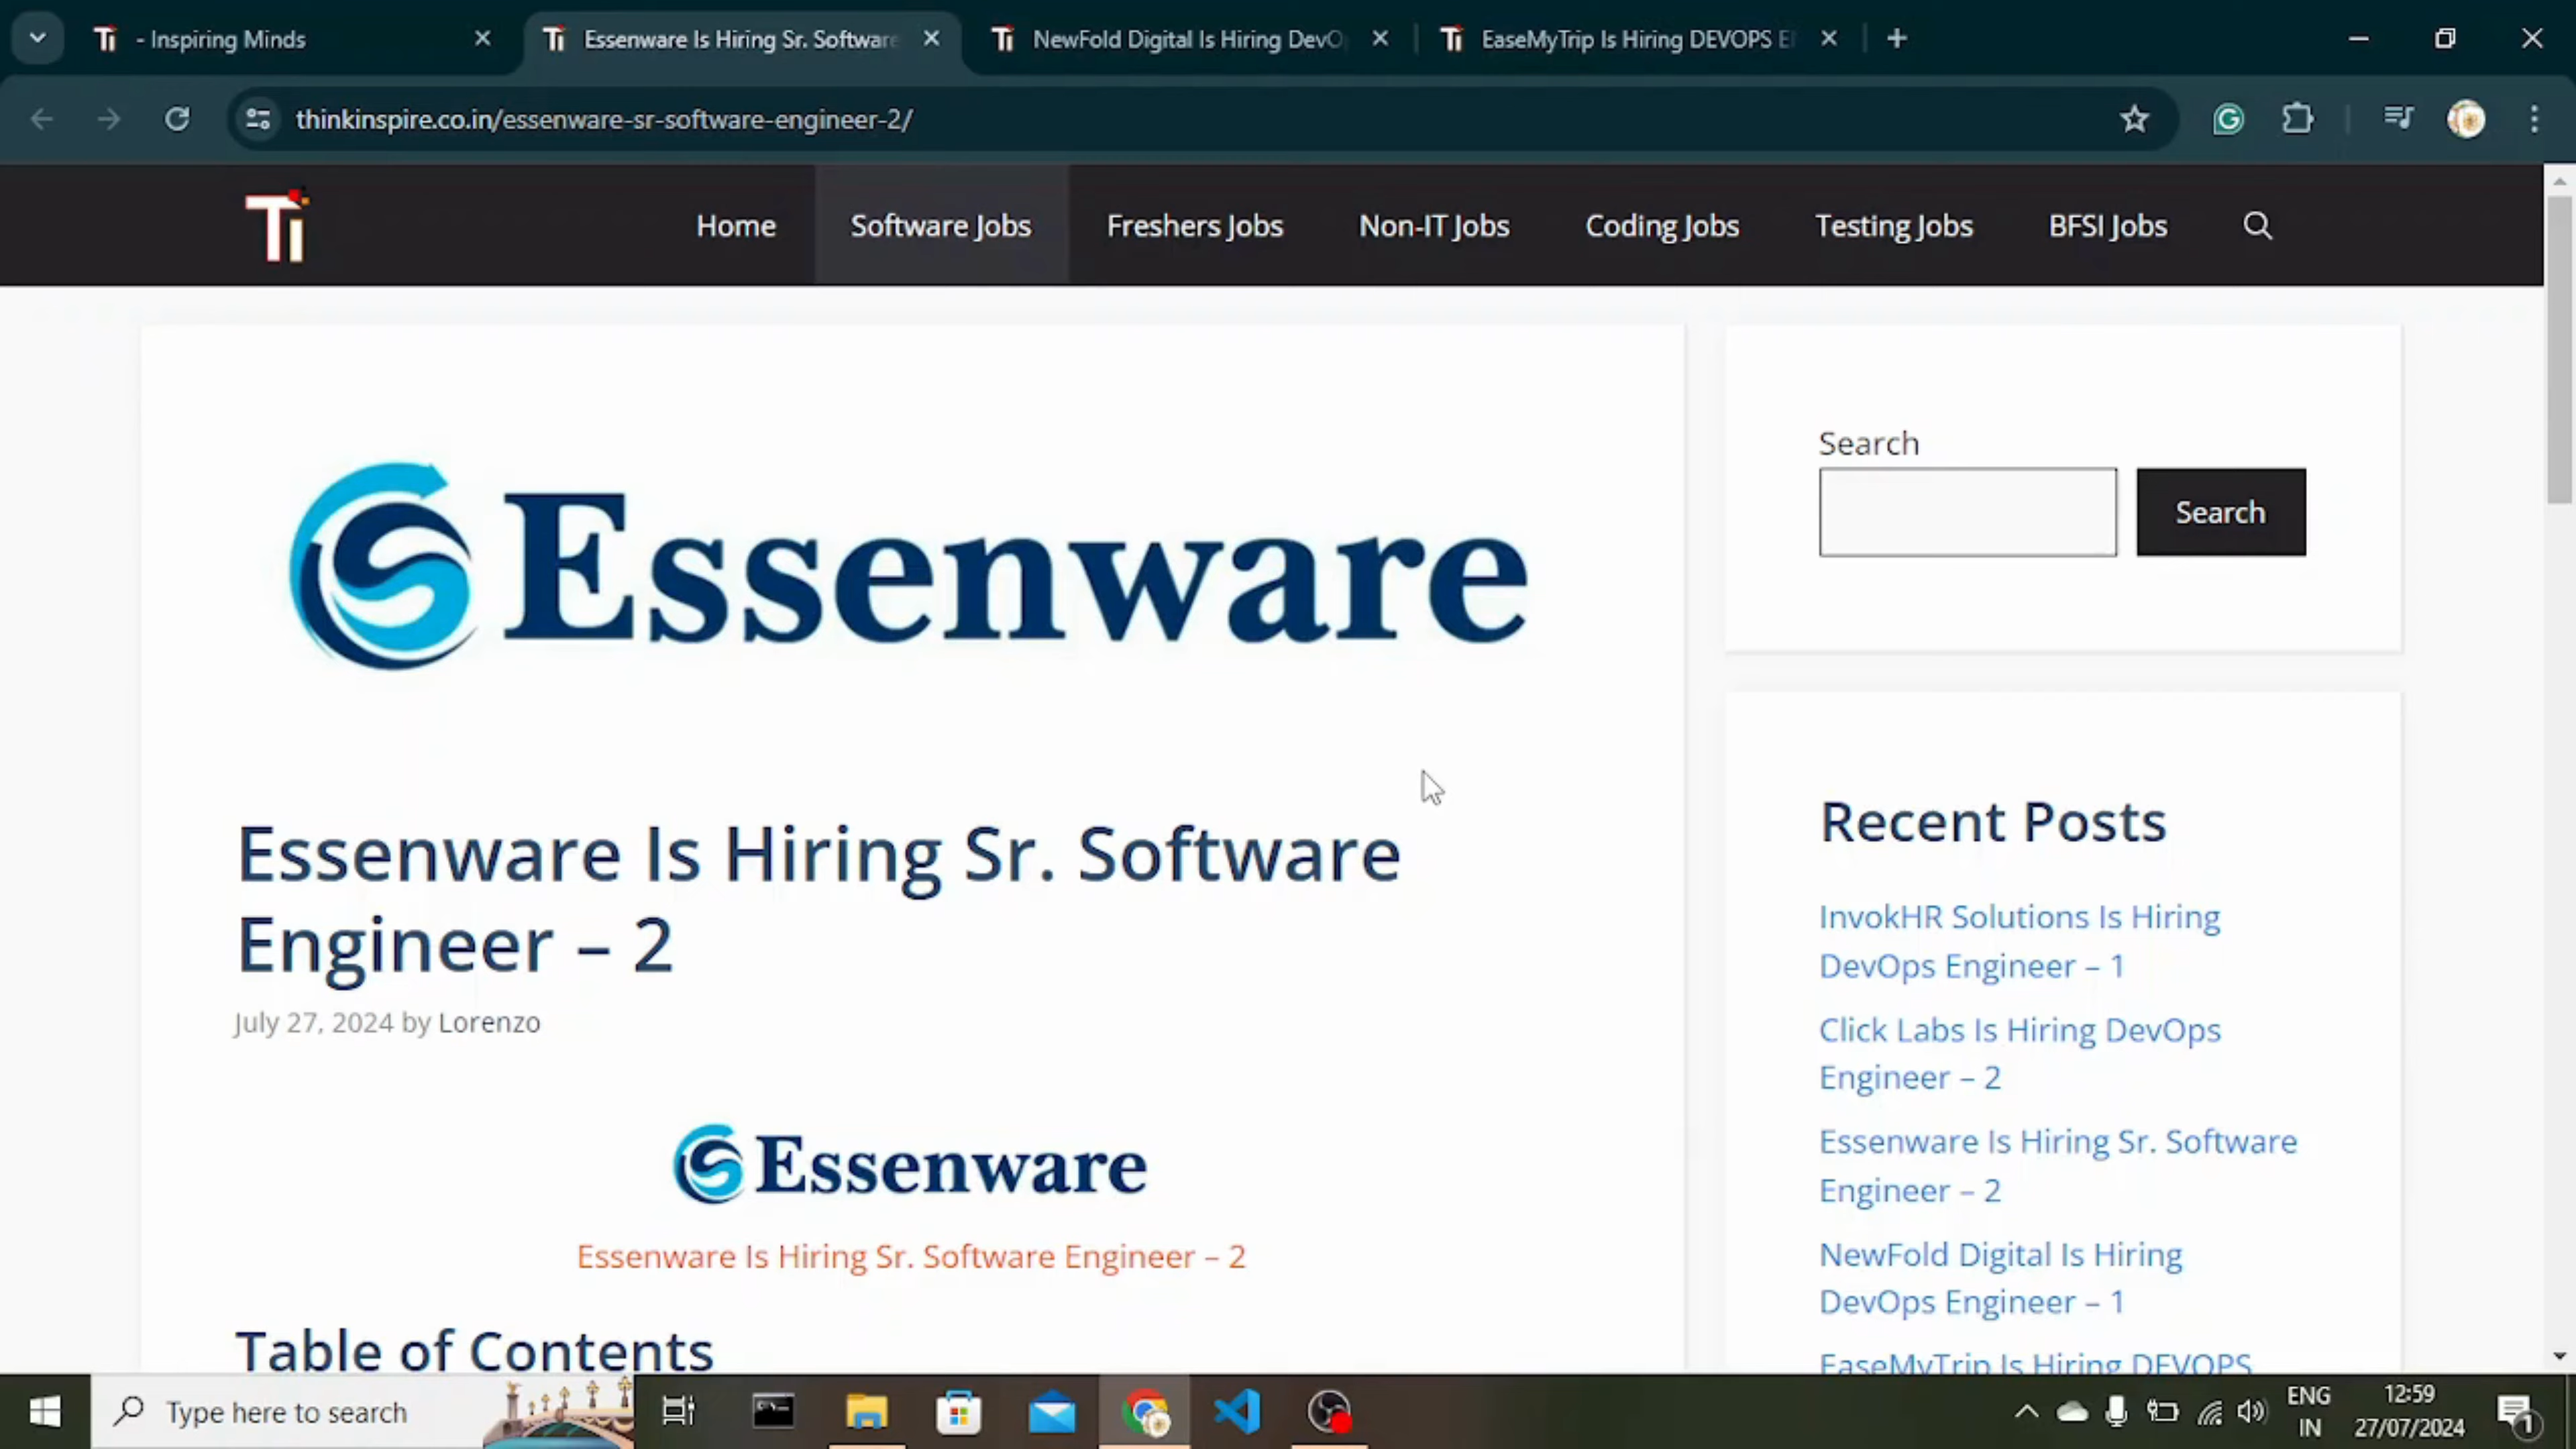 - Inspiring Minds
Essenware Is Hiring Sr. Software
NewFold Digital Is Hiring DevO
EaseMyTrip Is Hiring DEVOPS
thinkinspire.co.in/essenware-sr-software-engineer-2/
Ti
Home
Software Jobs
Freshers Jobs
Non-IT Jobs
Coding Jobs
Testing Jobs
BFSI Jobs
Essenware
Essenware Is Hiring Sr. Software
Engineer – 2
July 27, 2024 by Lorenzo
Essenware
Essenware Is Hiring Sr. Software Engineer – 2
Table of Contents
Search
Search
Recent Posts
InvokHR Solutions Is Hiring
DevOps Engineer – 1
Click Labs Is Hiring DevOps
Engineer – 2
Essenware Is Hiring Sr. Software
Engineer – 2
NewFold Digital Is Hiring
DevOps Engineer – 1
EaseMyTrip Is Hiring DEVOPS
Type here to search
ENG
IN
12:59
27/07/2024
1